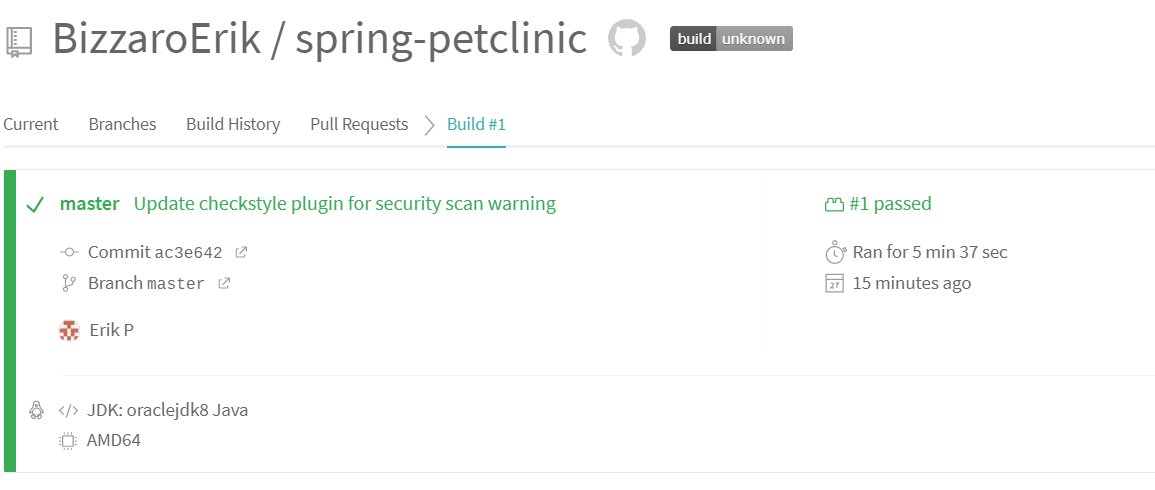 BizzaroErik / spring-petclinic build unknown
Current Branches Build History Pull Requests Build #1
master Update checkstyle plugin for security scan warning #1 passed
Commit ac3e642 Ran for 5 min 37 sec
Branch master 27 15 minutes ago
Erik P
</> JDK: oraclejdk8 Java
AMD64